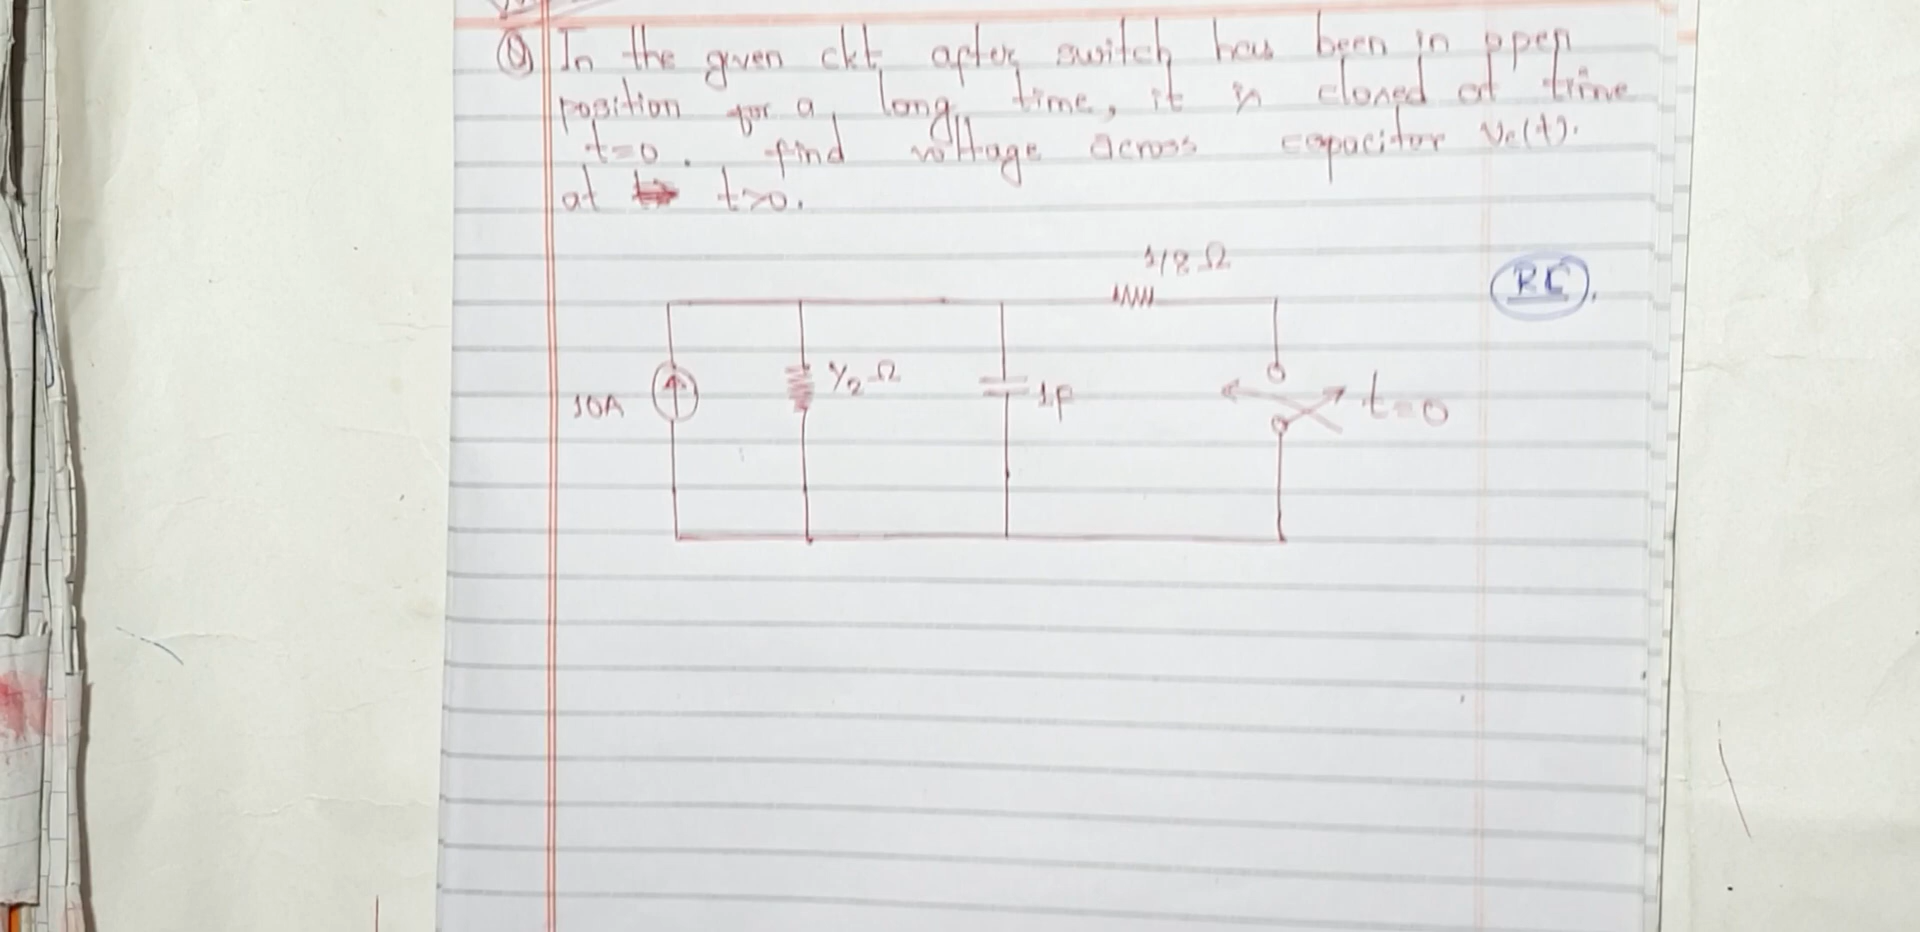 Q In the given ckt, after switch has been in open
position for a long time, it is closed at time
t=0. find voltage across capacitor Vc(t).
at t>0.
1/8 Ω
RC
10A
1/2 Ω
1F
t=0